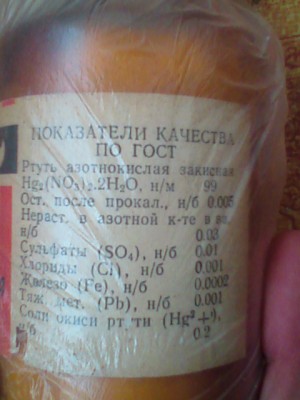 ПОКАЗАТЕЛИ КАЧЕСТВА
ПО ГОСТ
Ртуть азотнокислая закисная
Hg₂(NO₃)₂.2H₂O, н/м 99
Ост. после прокал., н/б 0.005
Нераст. в азотной к-те в во.
н/б 0.03
Сульфаты (SO₄), н/б 0.01
Хлориды (Cl), н/б 0.001
Железо (Fe), н/б 0.0002
Тяж. мет. (Pb), н/б 0.001
Соли окиси ртути (Hg²+),
н/б 0.2